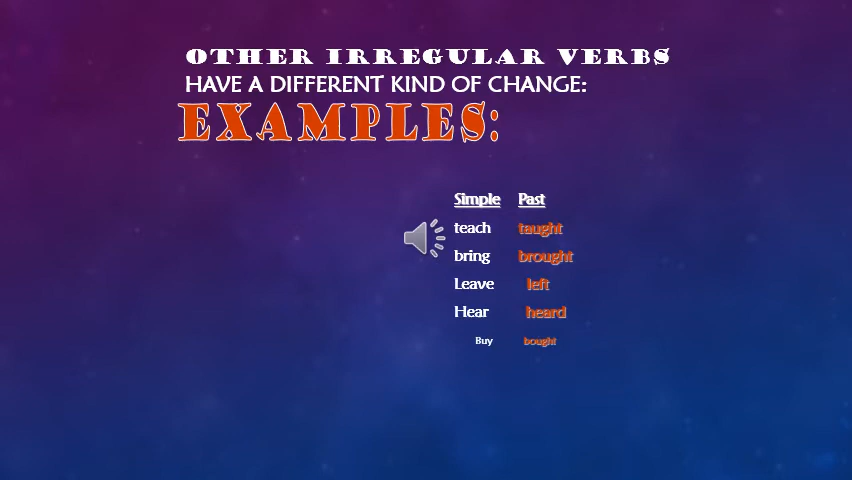 OTHER IRREGULAR VERBS
HAVE A DIFFERENT KIND OF CHANGE:
EXAMPLES:
Simple Past
teach taught
bring brought
Leave left
Hear heard
Buy bought